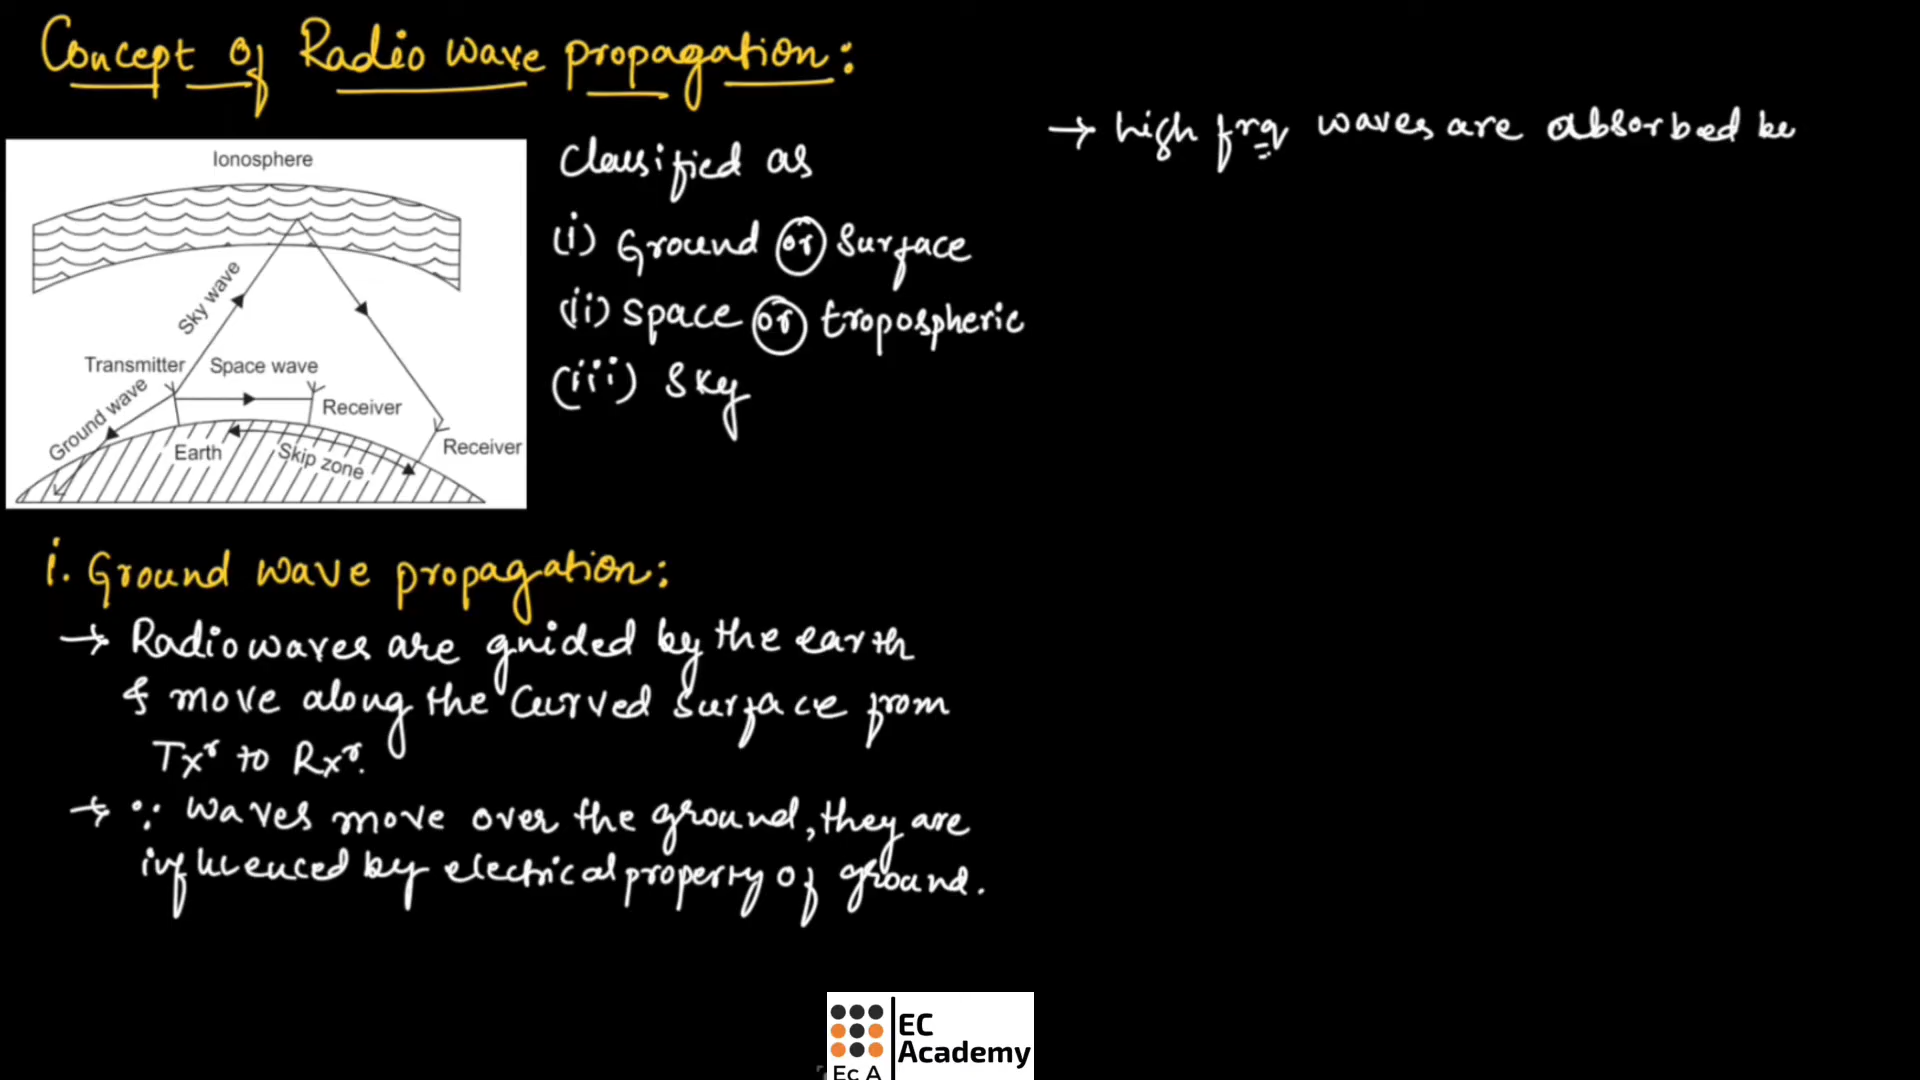 Concept of Radio wave propagation:
Ionosphere
Sky wave
Transmitter
Space wave
Ground wave
Receiver
Receiver
Earth
Skip zone
Classified as
(i) Ground or Surface
(ii) Space or tropospheric
(iii) Sky
i. Ground wave propagation:
→ Radio waves are guided by the earth
& move along the curved surface from
Txr to Rxr.
→ ∵ waves move over the ground, they are
influenced by electrical property of ground.
→ high frq waves are absorbed be
EC
Academy
Ec A